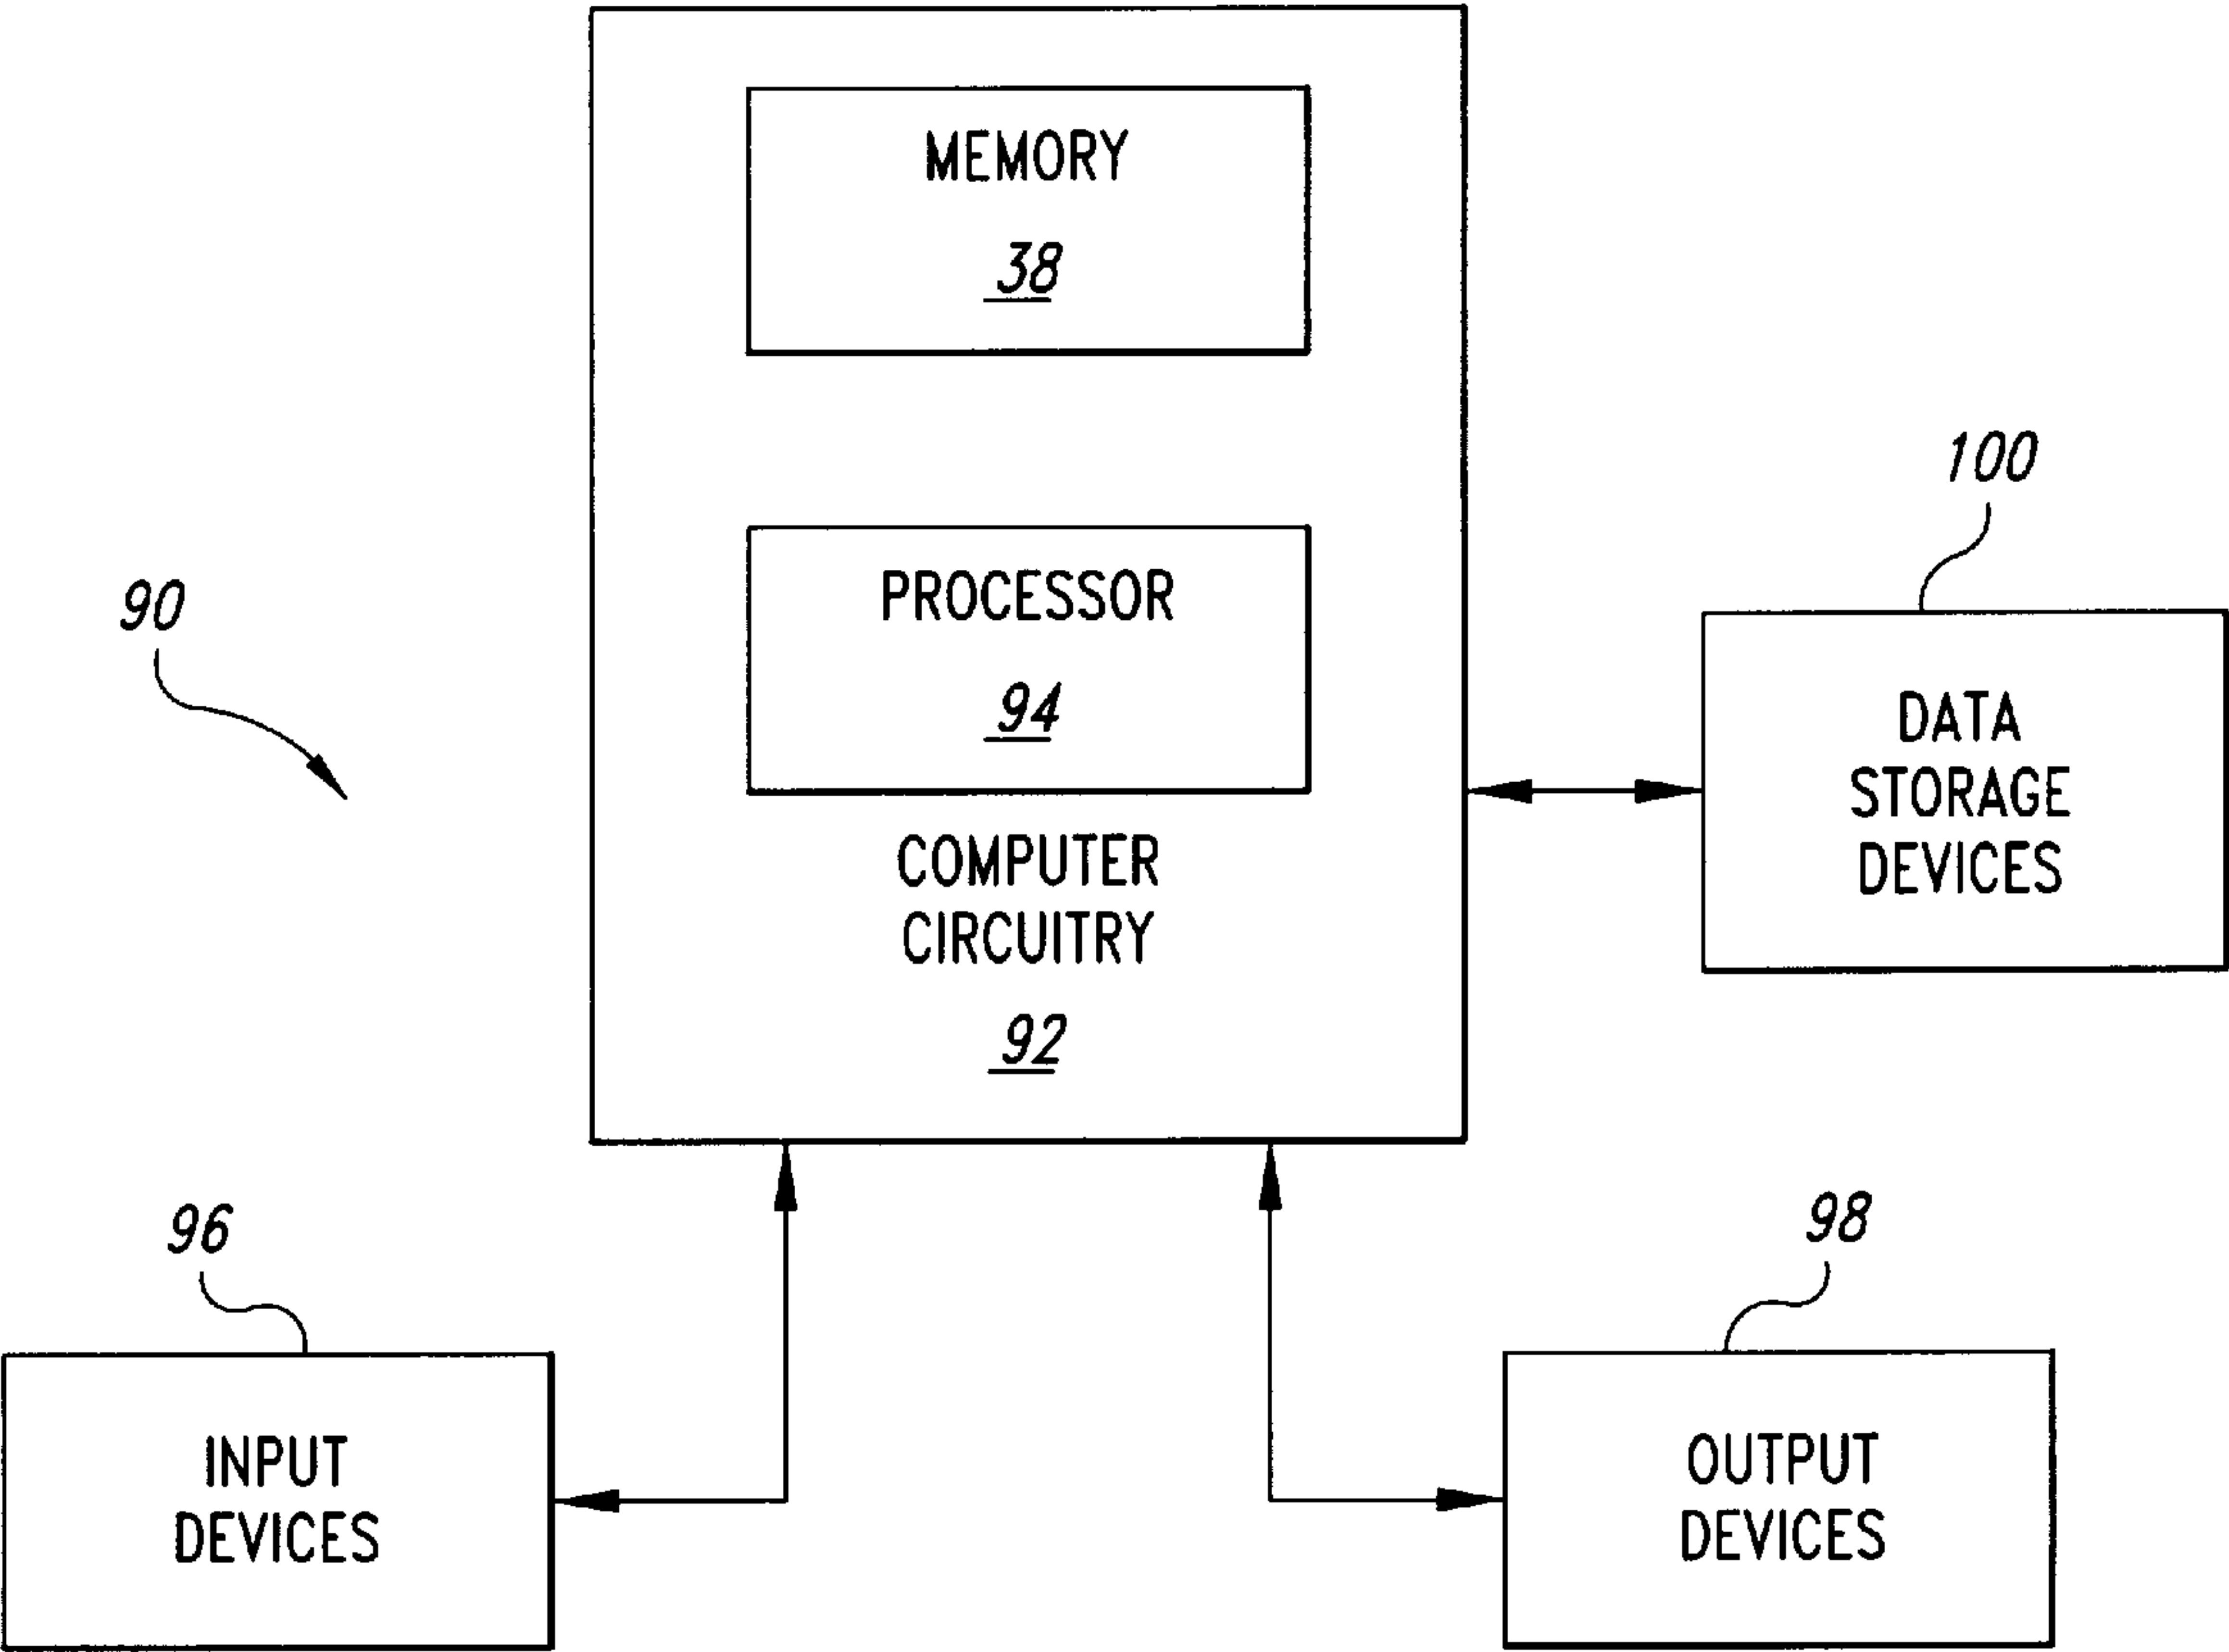 MEMORY
38
PROCESSOR
94
COMPUTER
CIRCUITRY
92
90
100
DATA
STORAGE
DEVICES
96
INPUT
DEVICES
98
OUTPUT
DEVICES